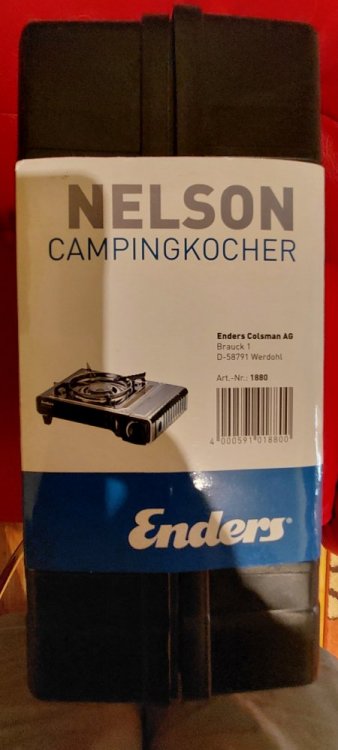 NELSON
CAMPINGKOCHER
Enders Colsman AG
Brauck 1
D-58791 Werdohl
Art.-Nr.: 1880
4 000591 018800
Enders®